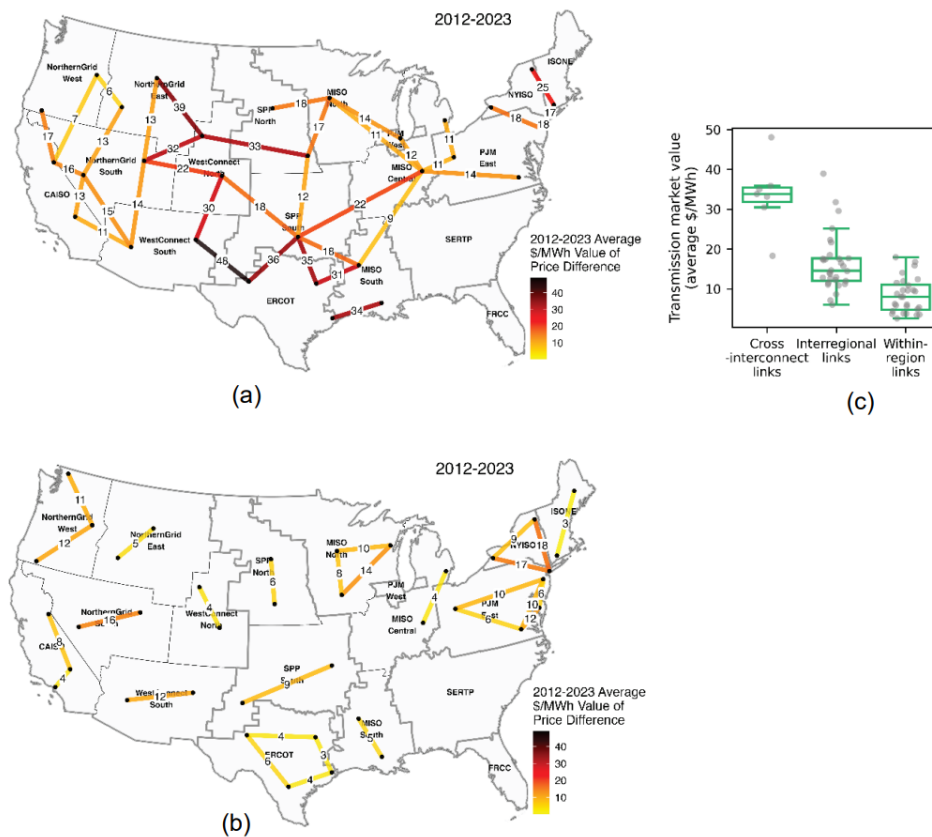 2012-2023
ISONE
NorthernGrid
West
NorthernGrid
East
MISO
North
NYISO
25
17
18
6
39
18
SPP
North
7
13
17
14
11
PJM
West
12
11
PJM
East
17
13
32
33
16
NorthernGrid
South
22
WestConnect
North
MISO
Central
11
14
CAISO
13
15
14
30
18
12
22
9
11
WestConnect
South
SPP
South
SERTP
48
36
35
18
31
MISO
South
ERCOT
34
FRCC
2012-2023 Average
$/MWh Value of
Price Difference
40
30
20
10
(a)
Transmission market value
(average $/MWh)
50
40
30
20
10
Cross
-interconnect
links
Interregional
links
Within-
region
links
(c)
2012-2023
11
NorthernGrid
West
12
NorthernGrid
East
5
SPP
North
6
MISO
North
10
8
14
ISONE
3
9
NYISO
18
17
PJM
West
4
10
6
PJM
East
10
6
12
NorthernGrid
16
4
WestConnect
North
MISO
Central
8
4
12
South
SPP
9
SERTP
4
ERCOT
3
6
4
MISO
South
5
FRCC
2012-2023 Average
$/MWh Value of
Price Difference
40
30
20
10
(b)